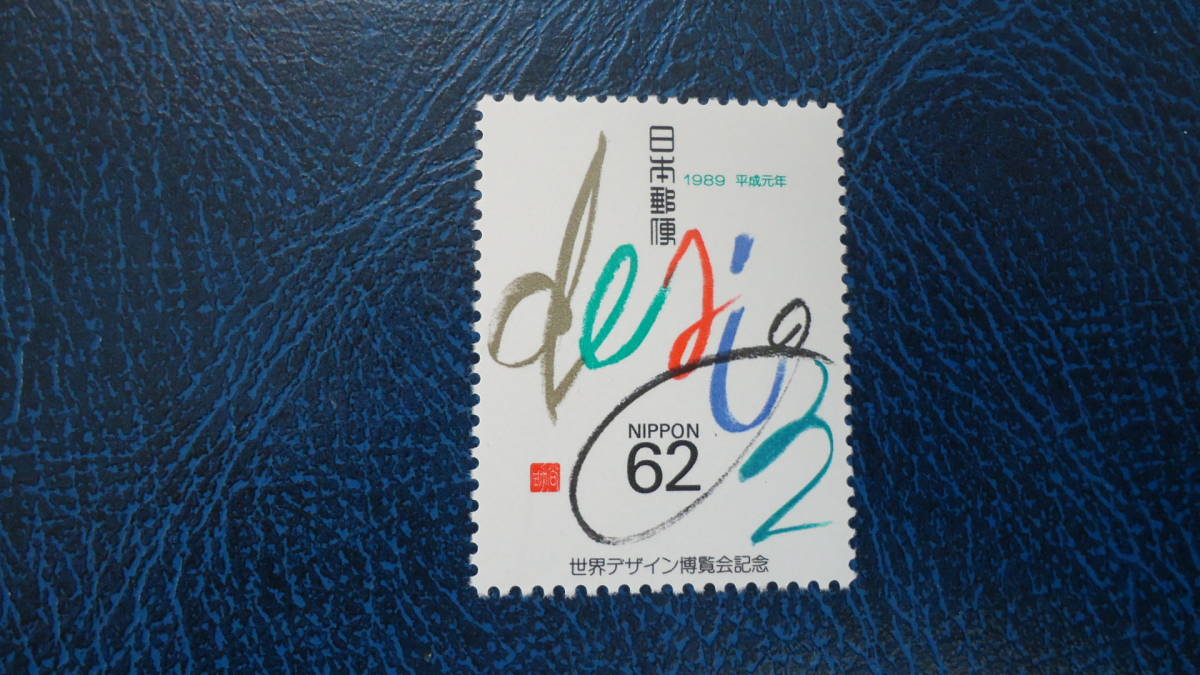 日本郵便
1989 平成元年
design
NIPPON
62
世界デザイン博覧会記念